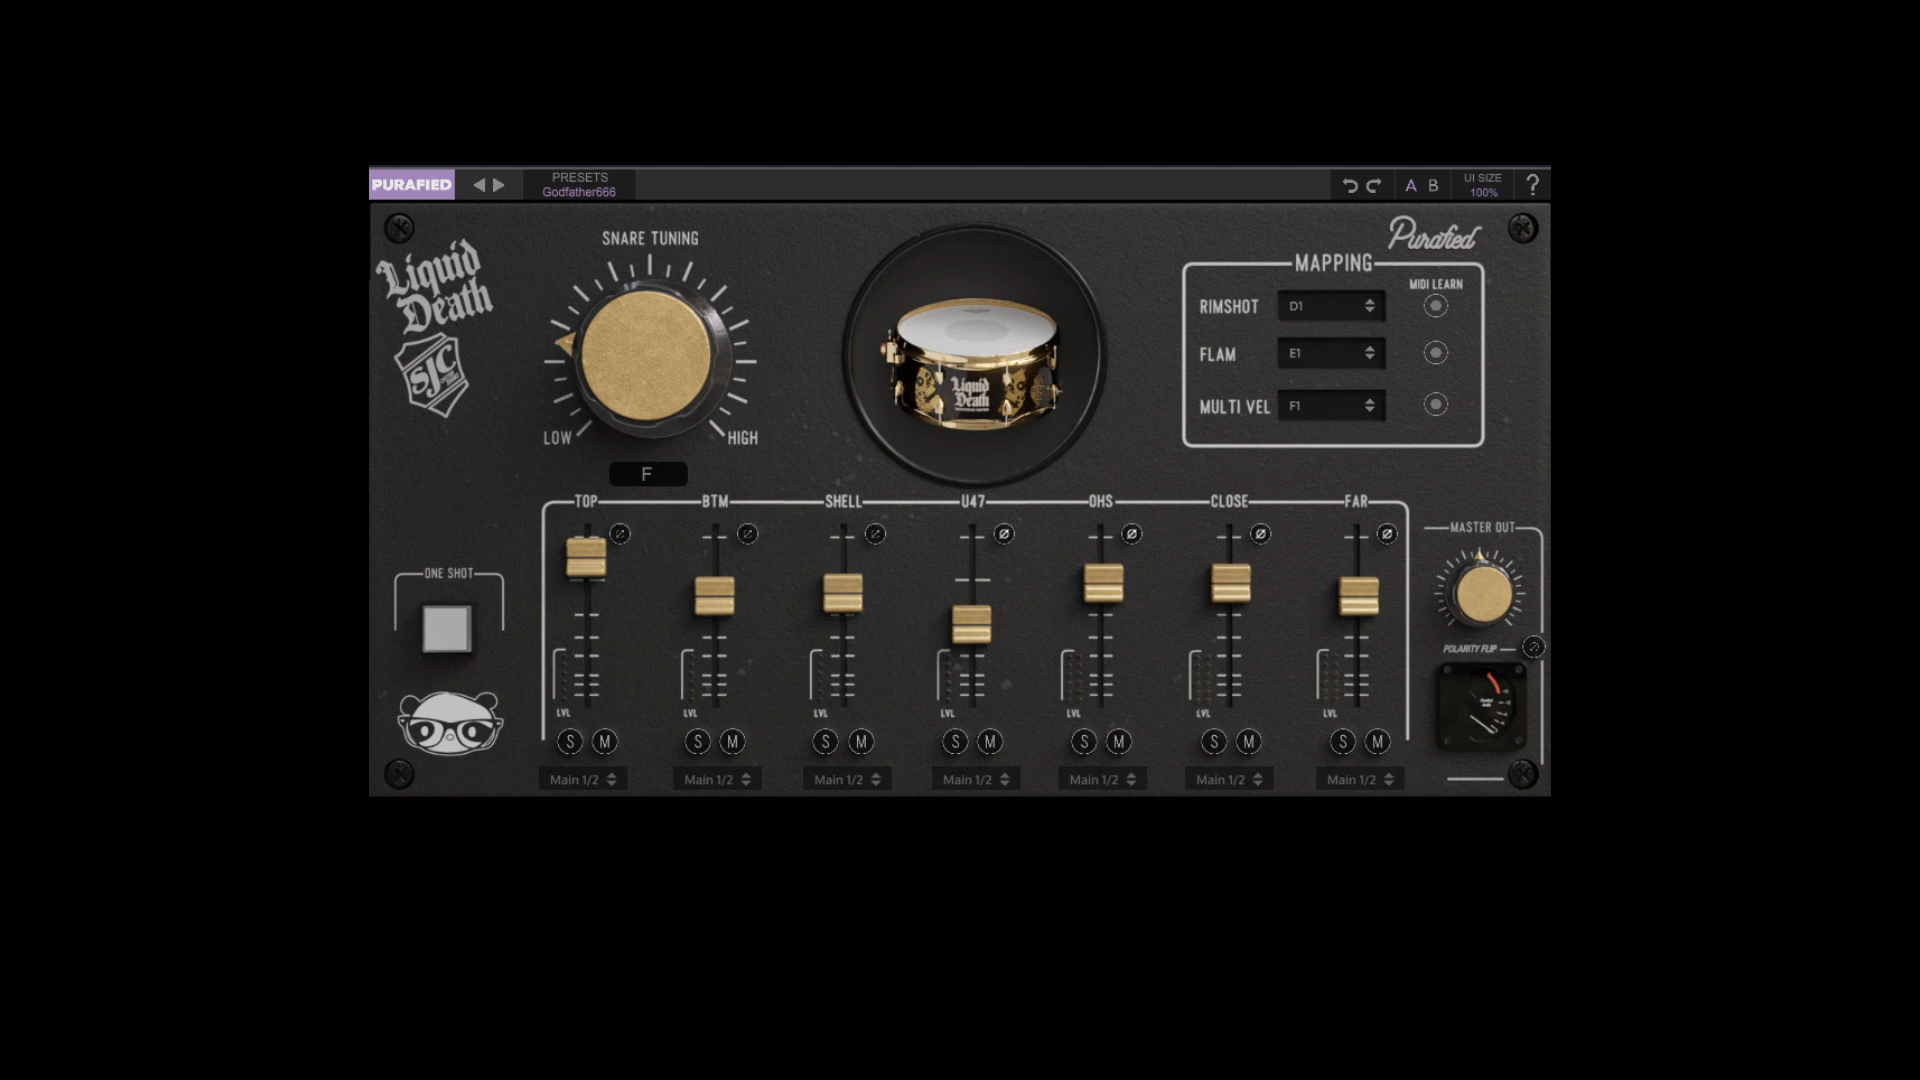 PURAFIED
PRESETS
Godfather666
A B
UI SIZE
100%
?
Liquid
Death
SJC
SNARE TUNING
LOW
HIGH
F
Liquid
Death
Purafied
MAPPING
MIDI LEARN
RIMSHOT D1
FLAM E1
MULTI VEL F1
TOP BTM SHELL U47 OHS CLOSE FAR
MASTER OUT
ONE SHOT
POLARITY FLIP
LVL LVL LVL LVL LVL LVL LVL
S M S M S M S M S M S M S M
Main 1/2 Main 1/2 Main 1/2 Main 1/2 Main 1/2 Main 1/2 Main 1/2